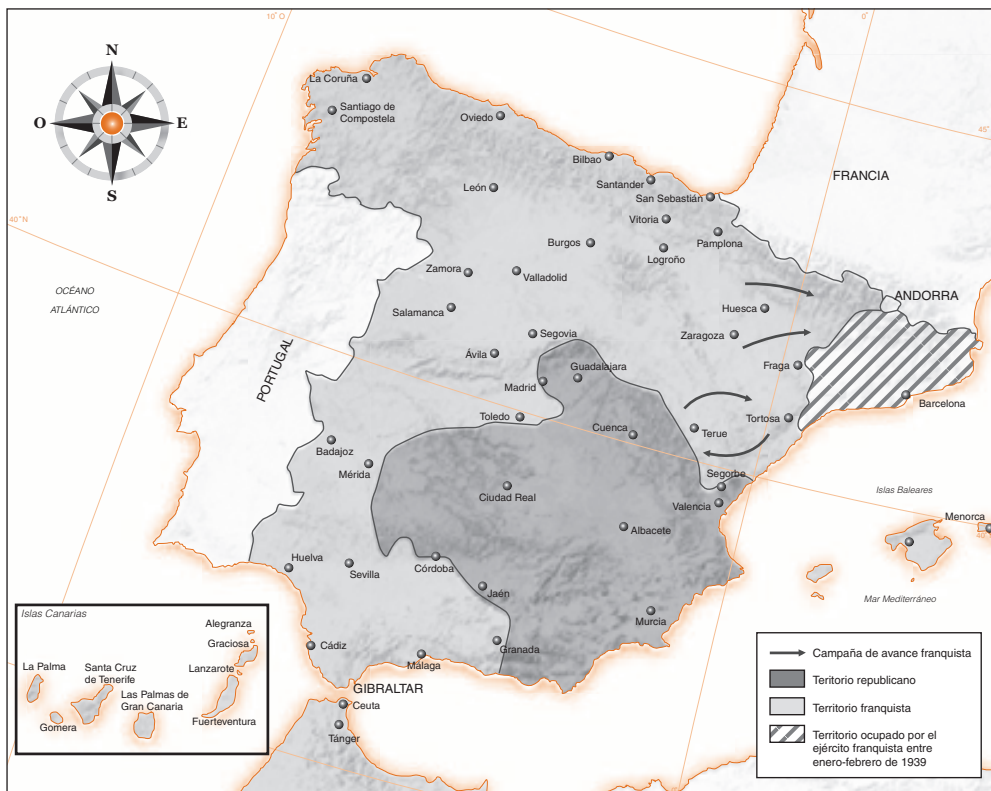 10°O
N
O
E
S
La Coruña
Santiago de
Compostela
Oviedo
Bilbao
Santander
San Sebastián
FRANCIA
45°
León
Vitoria
Pamplona
Burgos
Logroño
40°N
Zamora
Valladolid
OCÉANO
ATLÁNTICO
ANDORRA
Salamanca
Huesca
Segovia
Zaragoza
PORTUGAL
Ávila
Guadalajara
Fraga
Madrid
Barcelona
Toledo
Cuenca
Terue
Tortosa
Badajoz
Mérida
Segorbe
Ciudad Real
Valencia
Islas Baleares
Menorca
40°
Albacete
Huelva
Sevilla
Córdoba
Jaén
Mar Mediterráneo
Murcia
Islas Canarias
Alegranza
Graciosa
La Palma
Santa Cruz
de Tenerife
Lanzarote
Las Palmas de
Gran Canaria
Gomera
Fuerteventura
Cádiz
Málaga
Granada
GIBRALTAR
Ceuta
Tánger
Campaña de avance franquista
Teritorio republicano
Territorio franquista
Territorio ocupado por el
ejército franquista entre
enero-febrero de 1939